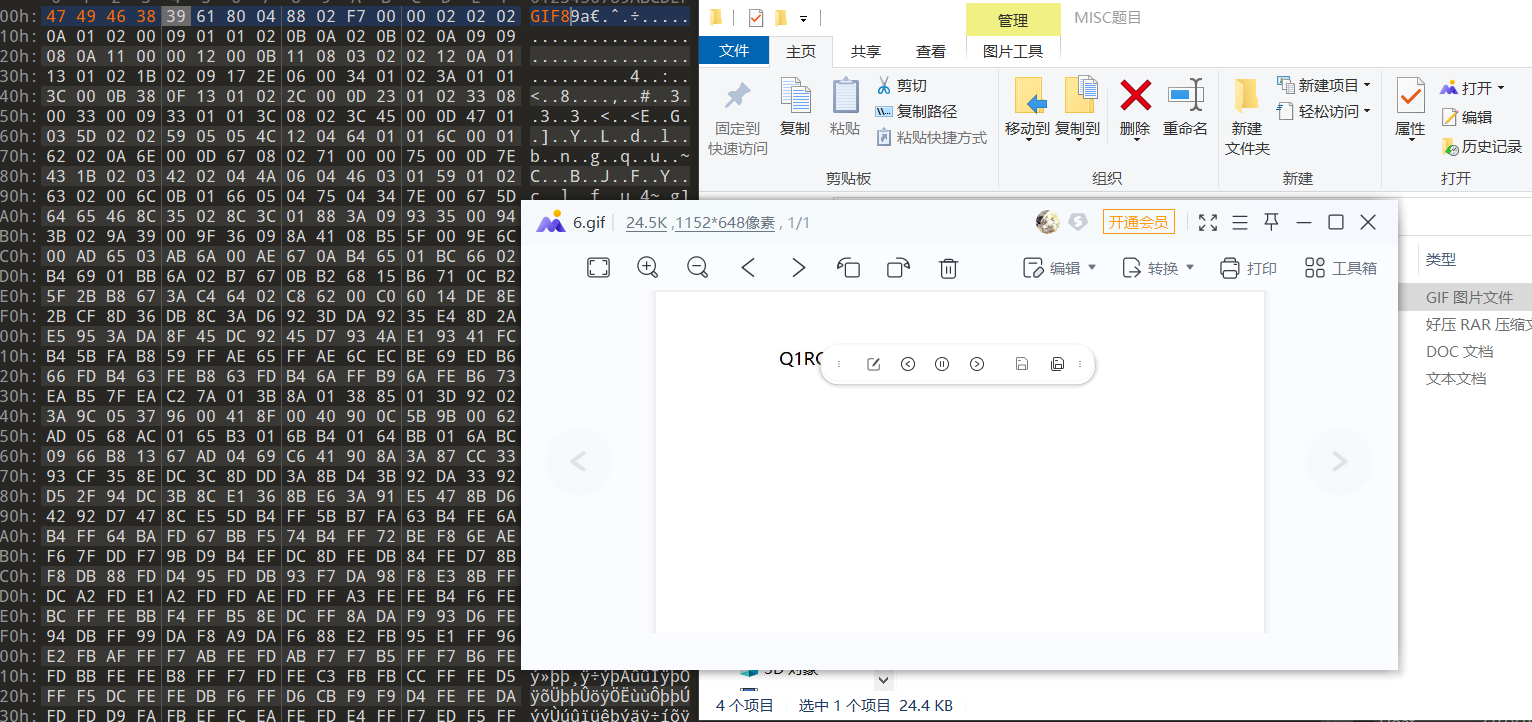 00h: 47 49 46 38 39 61 80 04 88 02 F7 00 00 02 02 02 GIF89a€.ˆ.÷.....
10h: 0A 01 02 00 09 01 01 02 0B 0A 02 0B 02 0A 09 09 ................
20h: 08 0A 11 00 00 12 00 0B 11 08 03 02 02 12 0A 01 ................
30h: 13 01 02 1B 02 09 17 2E 06 00 34 01 02 3A 01 01 ..........4..:..
40h: 3C 00 0B 38 0F 13 01 02 2C 00 0D 23 01 02 33 08 <..8....,..#..3.
50h: 00 33 00 09 33 01 01 3C 08 02 3C 45 00 0D 47 01 .3..3..<..<E..G.
60h: 03 5D 02 02 59 05 05 4C 12 04 64 01 01 6C 00 01 .]..Y..L..d..l..
70h: 62 02 0A 6E 00 0D 67 08 02 71 00 00 75 00 0D 7E b..n..g..q..u..~
80h: 43 1B 02 03 42 02 04 4A 06 04 46 03 01 59 01 02 C...B..J..F..Y..
90h: 63 02 00 6C 0B 01 66 05 04 75 04 34 7E 00 67 5D c..l..f..u.4~.g]
A0h: 64 65 46 8C 35 02 8C 3C 01 88 3A 09 93 35 00 94
B0h: 3B 02 9A 39 00 9F 36 09 8A 41 08 B5 5F 00 9E 6C
C0h: 00 AD 65 03 AB 6A 00 AE 67 0A B4 65 01 BC 66 02
D0h: B4 69 01 BB 6A 02 B7 67 0B B2 68 15 B6 71 0C B2
E0h: 5F 2B B8 67 3A C4 64 02 C8 62 00 C0 60 14 DE 8E
F0h: 2B CF 8D 36 DB 8C 3A D6 92 3D DA 92 35 E4 8D 2A
00h: E5 95 3A DA 8F 45 DC 92 45 D7 93 4A E1 93 41 FC
10h: B4 5B FA B8 59 FF AE 65 FF AE 6C EC BE 69 ED B6
20h: 66 FD B4 63 FE B8 63 FD B4 6A FF B9 6A FE B6 73
30h: EA B5 7F EA C2 7A 01 3B 8A 01 38 85 01 3D 92 02
40h: 3A 9C 05 37 96 00 41 8F 00 40 90 0C 5B 9B 00 62
50h: AD 05 68 AC 01 65 B3 01 6B B4 01 64 BB 01 6A BC
60h: 09 66 B8 13 67 AD 04 69 C6 41 90 8A 3A 87 CC 33
70h: 93 CF 35 8E DC 3C 8D DD 3A 8B D4 3B 92 DA 33 92
80h: D5 2F 94 DC 3B 8C E1 36 8B E6 3A 91 E5 47 8B D6
90h: 42 92 D7 47 8C E5 5D B4 FF 5B B7 FA 63 B4 FE 6A
A0h: B4 FF 64 BA FD 67 BB F5 74 B4 FF 72 BE F8 6E AE
B0h: F6 7F DD F7 9B D9 B4 EF DC 8D FE DB 84 FE D7 8B
C0h: F8 DB 88 FD D4 95 FD DB 93 F7 DA 98 F8 E3 8B FF
D0h: DC A2 FD E1 A2 FD FD AE FD FF A3 FE FE B4 F6 FE
E0h: BC FF FE BB F4 FF B5 8E DC FF 8A DA F9 93 D6 FE
F0h: 94 DB FF 99 DA F8 A9 DA F6 88 E2 FB 95 E1 FF 96
00h: E2 FB AF FF F7 AB FE FD AB F7 F7 B5 FF F7 B6 FE
10h: FD BB FE FE B8 FF F7 FD FE C3 FB FB CC FF FE D5
20h: FF F5 DC FE FE DB F6 FF D6 CB F9 F9 D4 FE FE DA
30h: FD FD D9 FA FB EF FC EA FE FD E4 FF F7 ED F5 FF
管理
MISC题目
文件
主页
共享
查看
图片工具
固定到
快速访问
复制
粘贴
剪切
复制路径
粘贴快捷方式
移动到
复制到
删除
重命名
新建
文件夹
新建项目
轻松访问
属性
打开
编辑
历史记录
剪贴板
组织
新建
打开
6.gif
24.5K ,1152*648像素 , 1/1
开通会员
编辑
转换
打印
工具箱
类型
GIF 图片文件
好压 RAR 压缩文
DOC 文档
文本文档
3D 对象
4 个项目
选中 1 个项目 24.4 KB